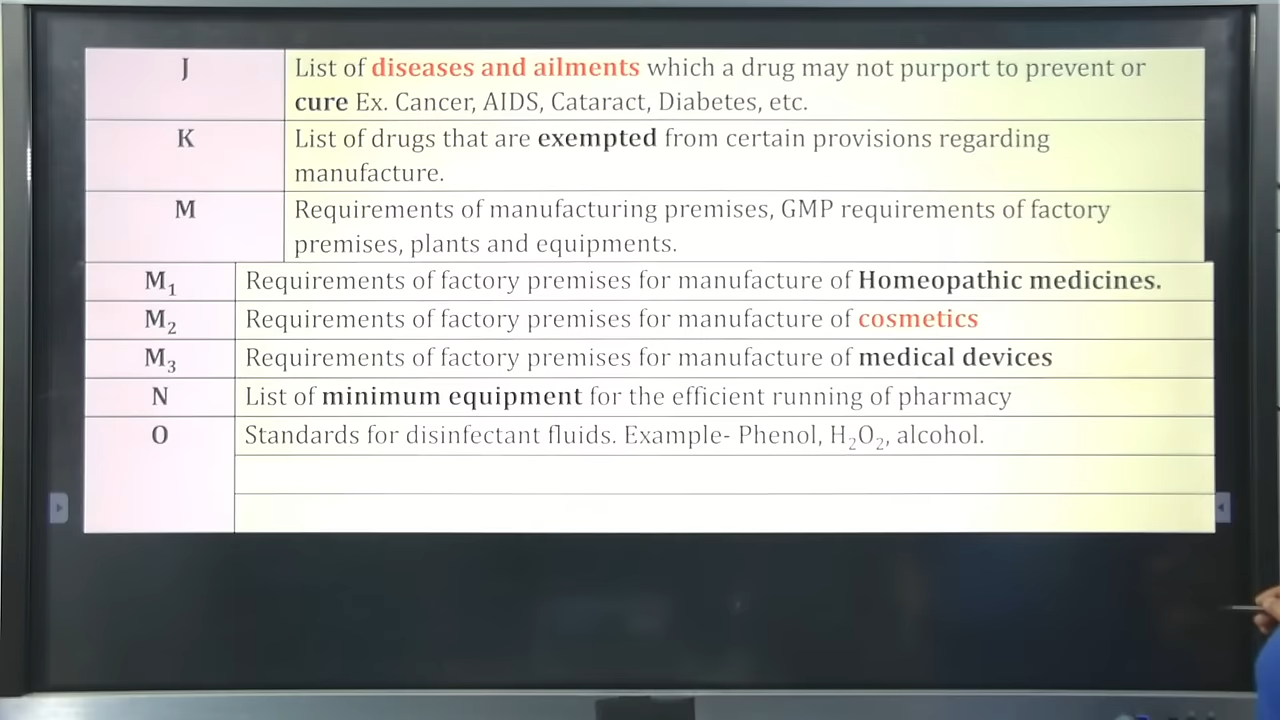 J
List of diseases and ailments which a drug may not purport to prevent or
cure Ex. Cancer, AIDS, Cataract, Diabetes, etc.
K
List of drugs that are exempted from certain provisions regarding
manufacture.
M
Requirements of manufacturing premises, GMP requirements of factory
premises, plants and equipments.
M₁ Requirements of factory premises for manufacture of Homeopathic medicines.
M₂ Requirements of factory premises for manufacture of cosmetics
M₃ Requirements of factory premises for manufacture of medical devices
N List of minimum equipment for the efficient running of pharmacy
O Standards for disinfectant fluids. Example- Phenol, H₂O₂, alcohol.